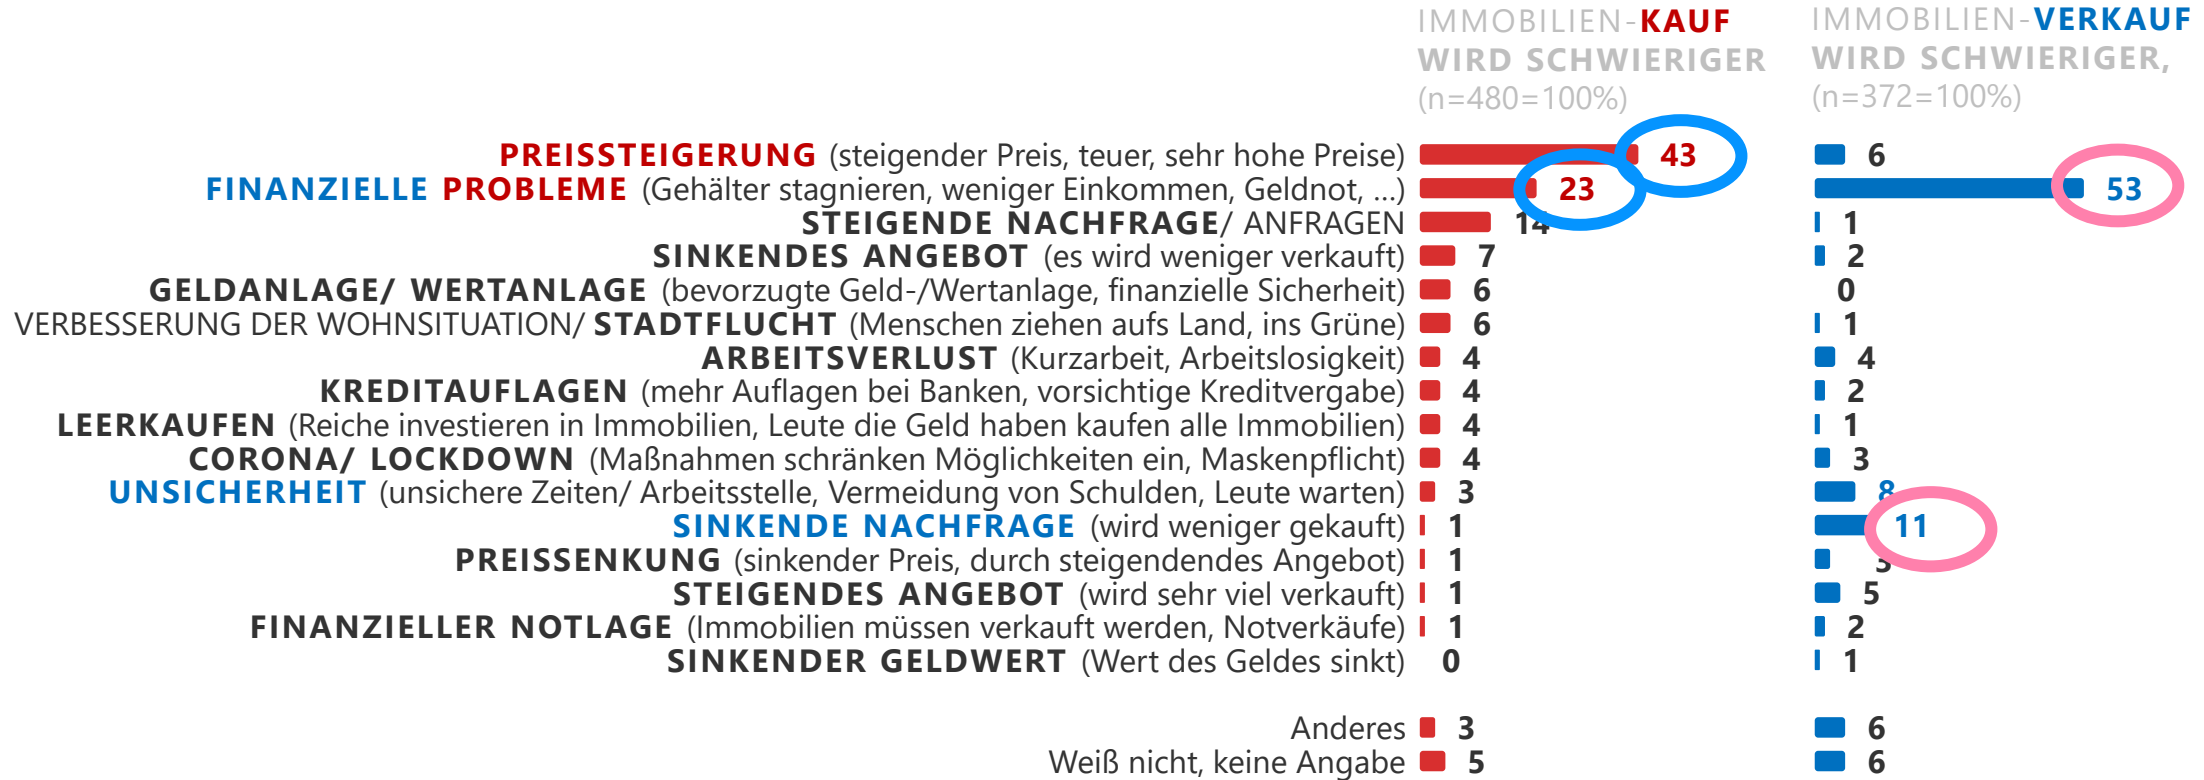 IMMOBILIEN-KAUF
WIRD SCHWIERIGER
(n=480=100%)
IMMOBILIEN-VERKAUF
WIRD SCHWIERIGER,
(n=372=100%)
PREISSTEIGERUNG (steigender Preis, teuer, sehr hohe Preise) 43 6
FINANZIELLE PROBLEME (Gehälter stagnieren, weniger Einkommen, Geldnot, ...) 23 53
STEIGENDE NACHFRAGE/ ANFRAGEN 14 1
SINKENDES ANGEBOT (es wird weniger verkauft) 7 2
GELDANLAGE/ WERTANLAGE (bevorzugte Geld-/Wertanlage, finanzielle Sicherheit) 6 0
VERBESSERUNG DER WOHNSITUATION/ STADTFLUCHT (Menschen ziehen aufs Land, ins Grüne) 6 1
ARBEITSVERLUST (Kurzarbeit, Arbeitslosigkeit) 4 4
KREDITAUFLAGEN (mehr Auflagen bei Banken, vorsichtige Kreditvergabe) 4 2
LEERKAUFEN (Reiche investieren in Immobilien, Leute die Geld haben kaufen alle Immobilien) 4 1
CORONA/ LOCKDOWN (Maßnahmen schränken Möglichkeiten ein, Maskenpflicht) 4 3
UNSICHERHEIT (unsichere Zeiten/ Arbeitsstelle, Vermeidung von Schulden, Leute warten) 3 8
SINKENDE NACHFRAGE (wird weniger gekauft) 1 11
PREISSENKUNG (sinkender Preis, durch steigendendes Angebot) 1 3
STEIGENDES ANGEBOT (wird sehr viel verkauft) 1 5
FINANZIELLER NOTLAGE (Immobilien müssen verkauft werden, Notverkäufe) 1 2
SINKENDER GELDWERT (Wert des Geldes sinkt) 0 1
Anderes 3 6
Weiß nicht, keine Angabe 5 6